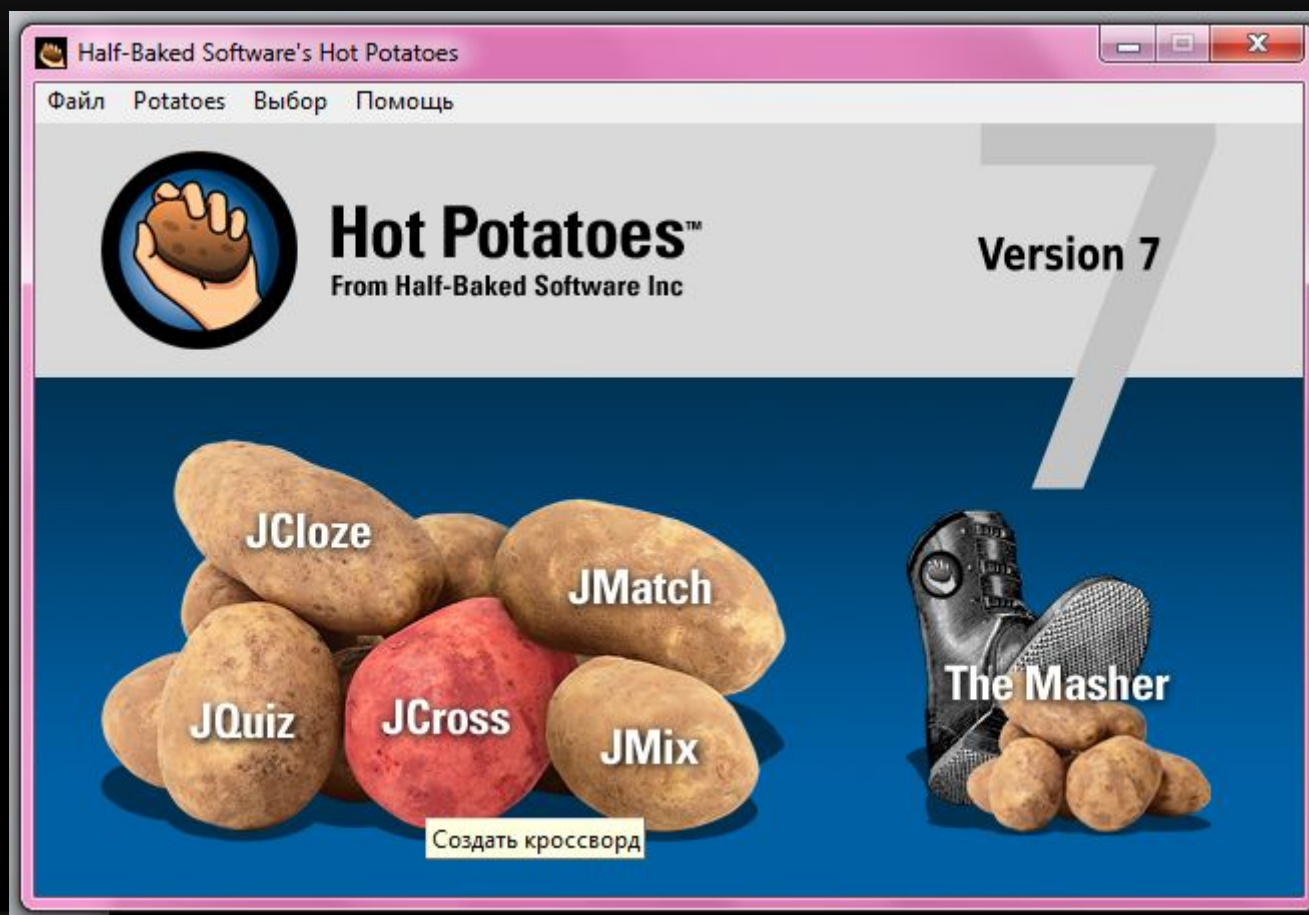 Half-Baked Software's Hot Potatoes
Файл Potatoes Выбор Помощь
Hot Potatoes™
From Half-Baked Software Inc
7
Version 7
JCloze
JMatch
JQuiz
JCross
JMix
The Masher
Создать кроссворд